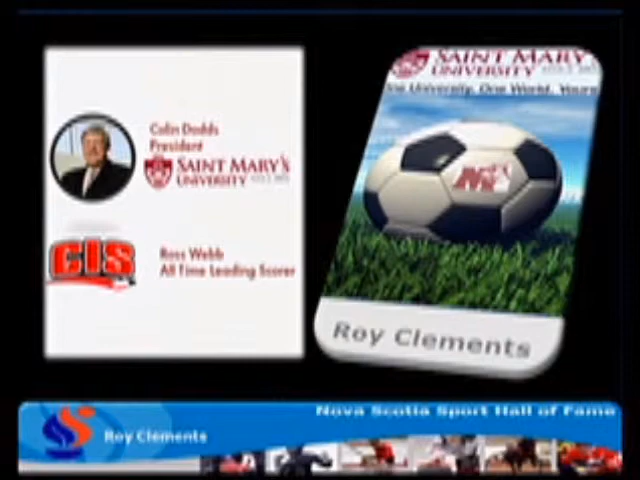 Colin Dodds
President
SAINT MARY'S
UNIVERSITY
CIS
Ross Webb
All Time Leading Scorer
SAINT MARY
UNIVERSITY
One University. One World. Yours
Roy Clements
Nova Scotia Sport Hall of Fame
Roy Clements